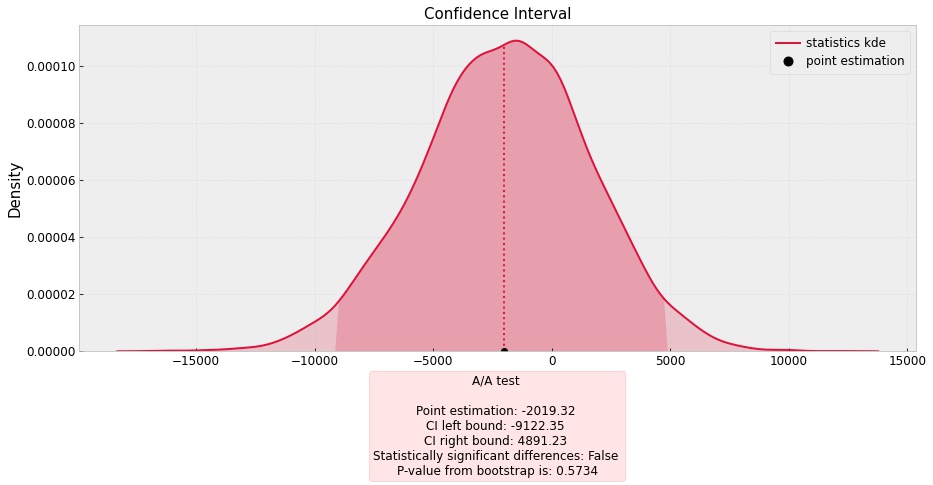 Confidence Interval
statistics kde
point estimation
Density
0.00010
0.00008
0.00006
0.00004
0.00002
0.00000
−15000 −10000 −5000 0 5000 10000 15000
A/A test
Point estimation: -2019.32
CI left bound: -9122.35
CI right bound: 4891.23
Statistically significant differences: False
P-value from bootstrap is: 0.5734